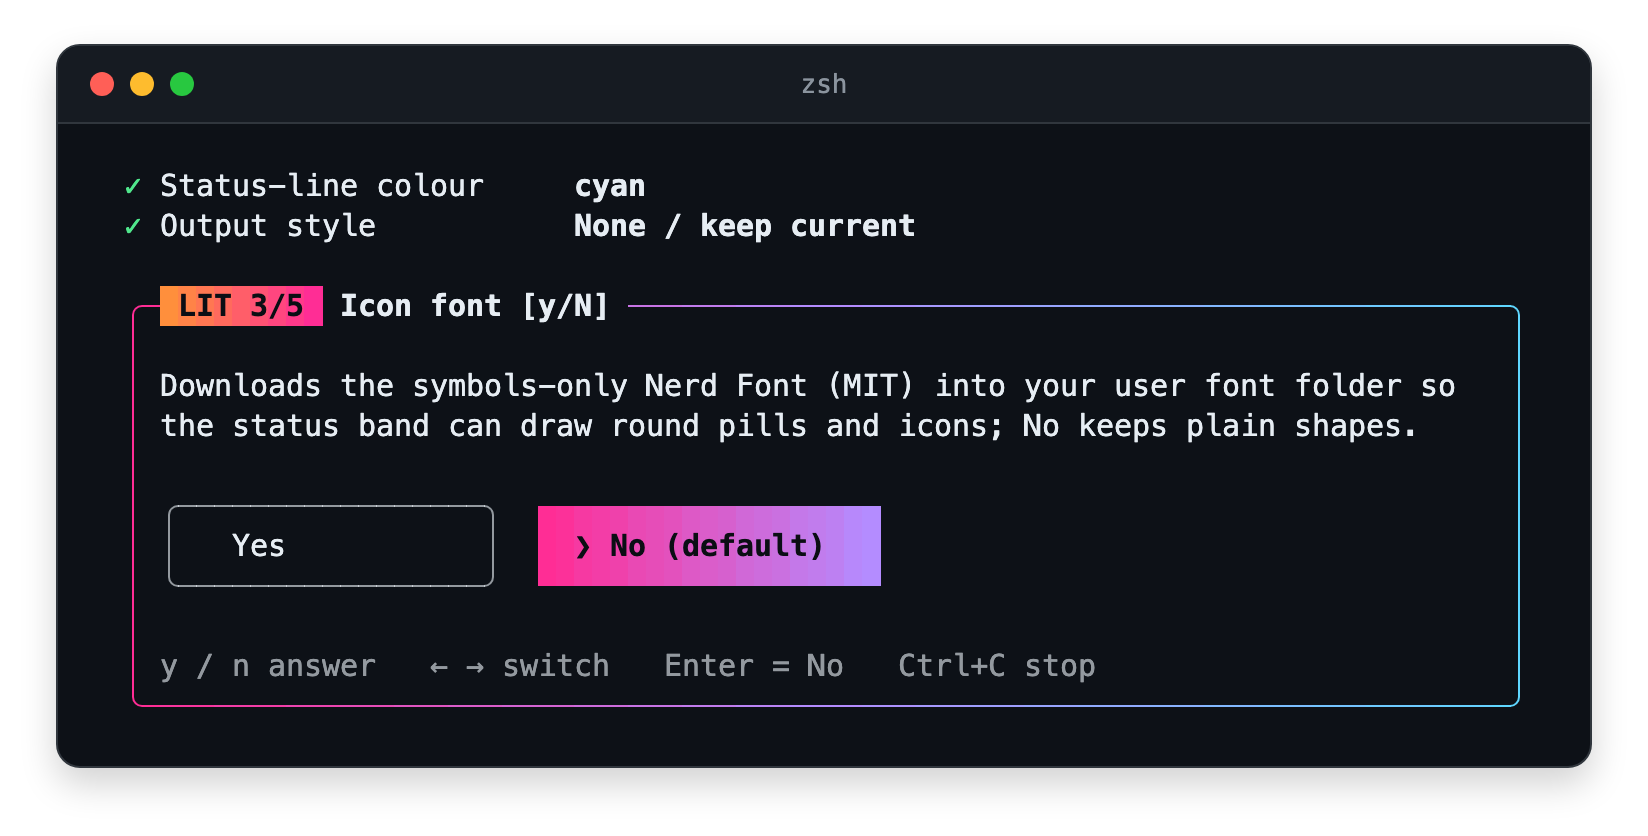 zsh
✓ Status-line colour cyan
✓ Output style None / keep current
LIT 3/5 Icon font [y/N]
Downloads the symbols-only Nerd Font (MIT) into your user font folder so
the status band can draw round pills and icons; No keeps plain shapes.
Yes ❯ No (default)
y / n answer ← → switch Enter = No Ctrl+C stop